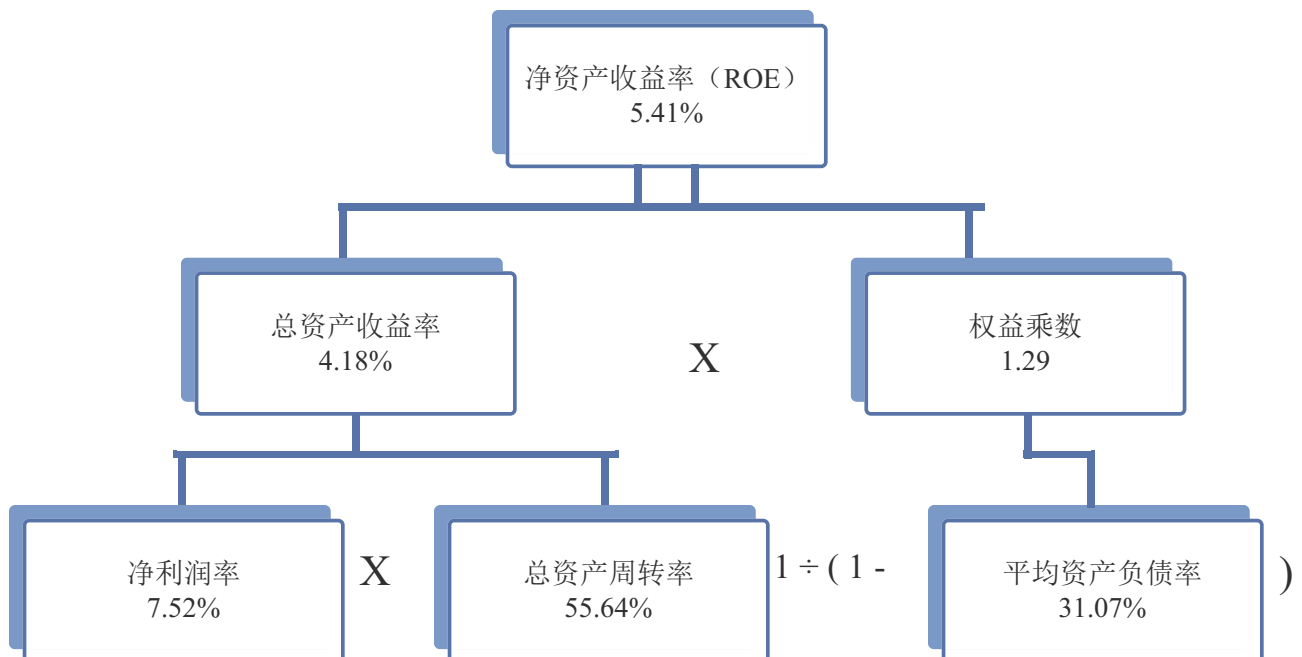 净资产收益率（ROE）
5.41%
总资产收益率
4.18%
X
权益乘数
1.29
净利润率
7.52%
X
总资产周转率
55.64%
1 ÷ ( 1 -
平均资产负债率
31.07%
)